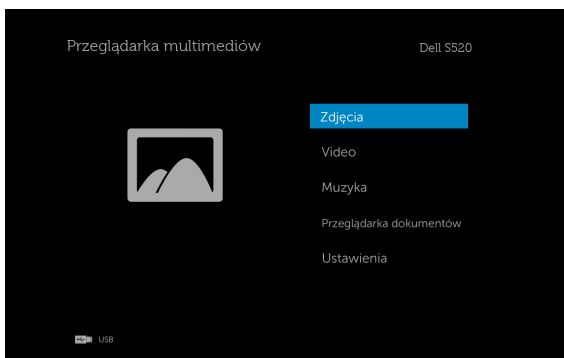 Przeglądarka multimediów
Dell S520
Zdjęcia
Video
Muzyka
Przeglądarka dokumentów
Ustawienia
USB